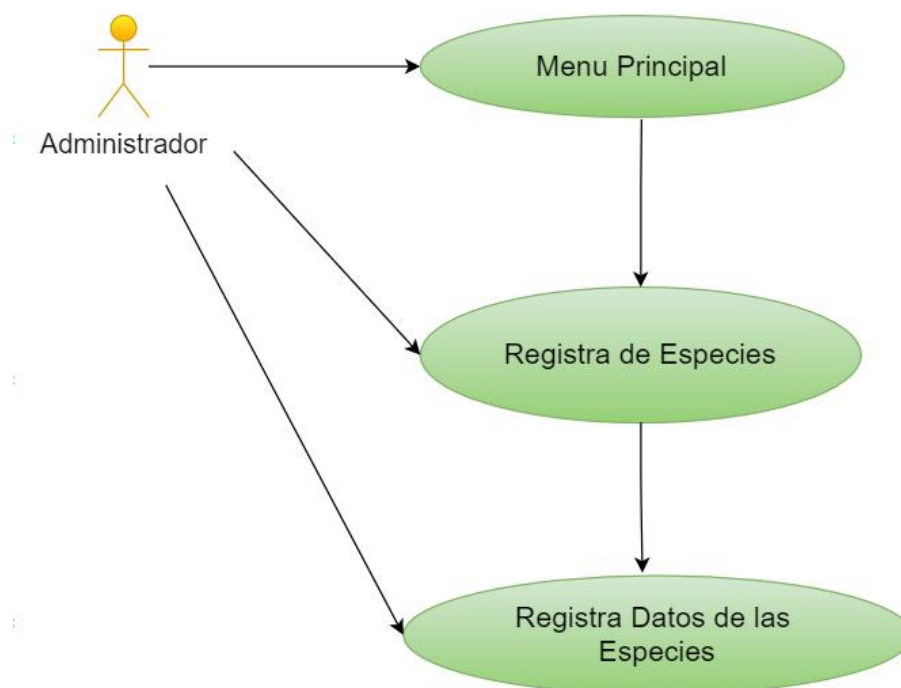 Menu Principal
Administrador
Registra de Especies
Registra Datos de las
Especies